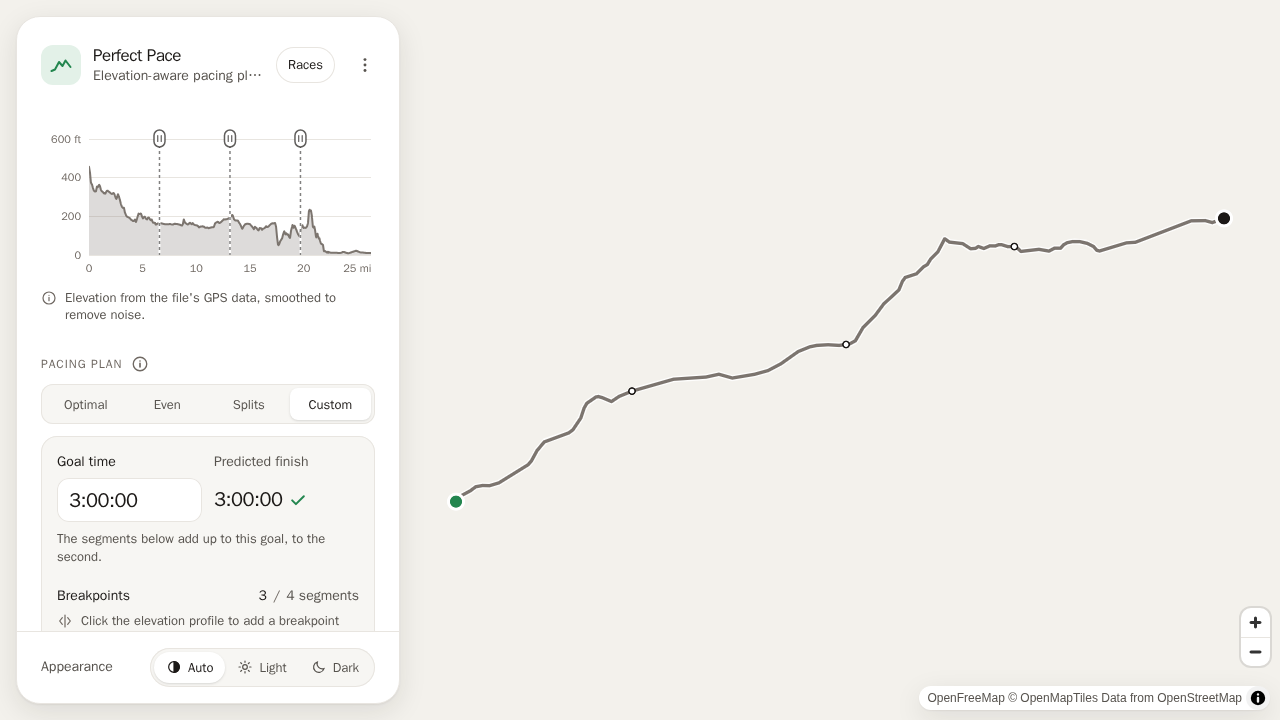 Perfect Pace
Elevation-aware pacing pl···
Races
600 ft
400
200
0
0 5 10 15 20 25 mi
Elevation from the file's GPS data, smoothed to
remove noise.
PACING PLAN
Optimal Even Splits Custom
Goal time Predicted finish
3:00:00 3:00:00
The segments below add up to this goal, to the
second.
Breakpoints 3 / 4 segments
Click the elevation profile to add a breakpoint
Appearance Auto Light Dark
OpenFreeMap © OpenMapTiles Data from OpenStreetMap